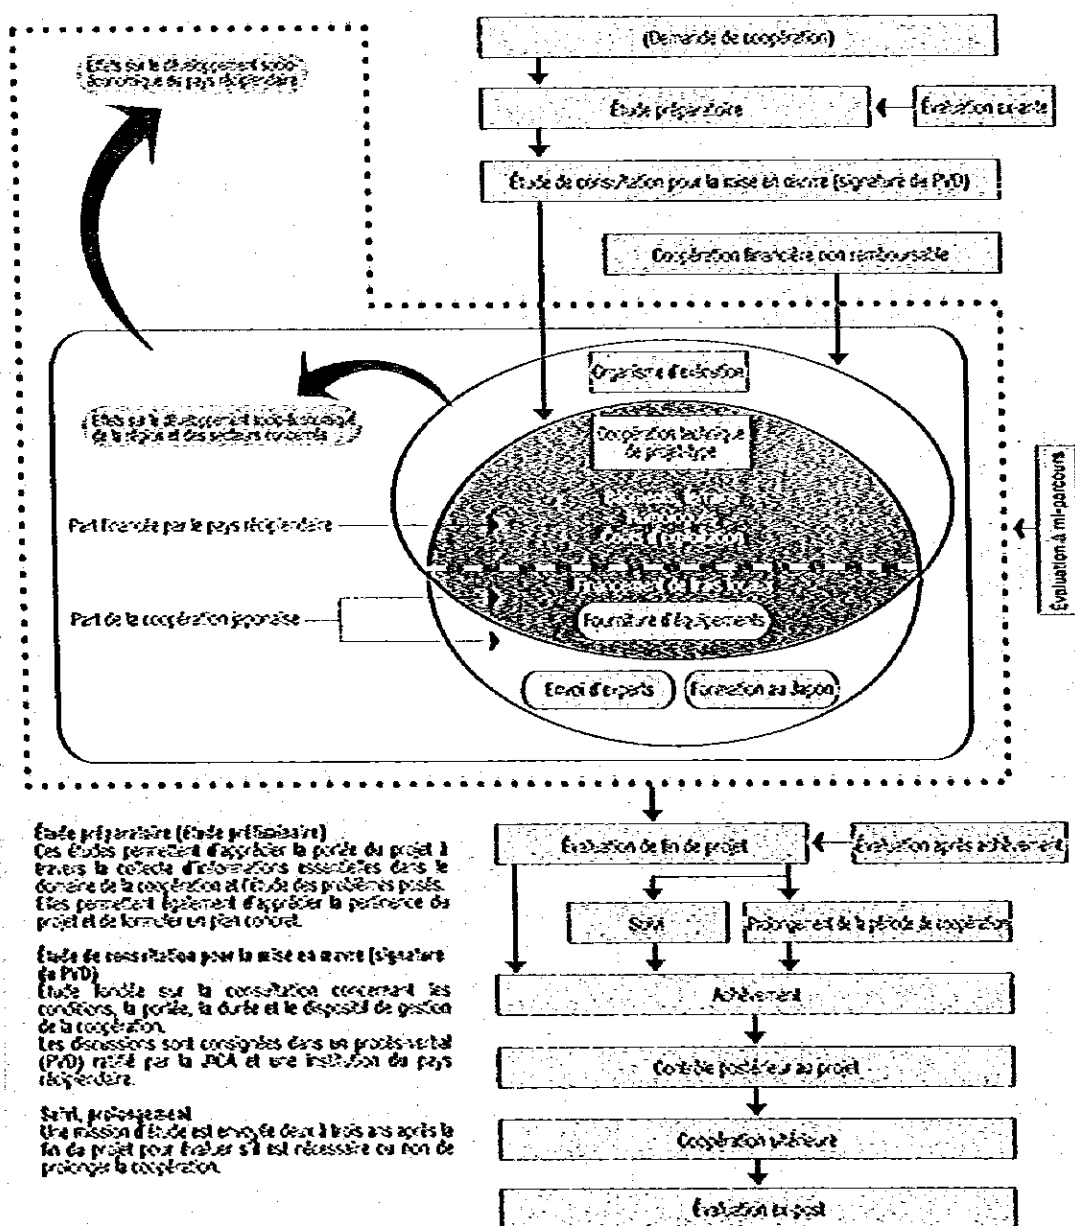 (Demande de coopération)
Effets sur le développement socio-
économique du pays récipiendaire
Étude préparatoire
Évaluation ex-ante
Étude de consultation pour la mise en œuvre (signature de PVD)
Coopération financière non remboursable
Organisme d'exécution
Effets sur le développement socio-économique
de la région et des secteurs concernés
Coopération technique
de projet-type
Part financée par le pays récipiendaire
Coûts d'exploitation
Évaluation à mi-parcours
Part de la coopération japonaise
Fourniture d'équipements
Envoi d'experts
Formation au Japon
Étude préparatoire (étude préliminaire)
Ces études permettent d'apprécier la portée du projet à
travers la collecte d'informations essentielles dans le
domaine de la coopération et l'étude des problèmes posés.
Elles permettent également d'apprécier la pertinence du
projet et de formuler un plan concret.
Étude de consultation pour la mise en œuvre (signature
du PVD)
Étude fondée sur la consultation concernant les
conditions, la portée, la durée et le dispositif de gestion
de la coopération.
Les discussions sont consignées dans un procès-verbal
(PVD) ratifié par la JICA et une institution du pays
récipiendaire.
Suivi, prolongement
Une mission d'étude est envoyée deux à trois ans après la
fin du projet pour évaluer s'il est nécessaire ou non de
prolonger la coopération.
Évaluation de fin de projet
Évaluation après achèvement
Suivi
Prolongement de la période de coopération
Achèvement
Contrôle postérieur au projet
Coopération ultérieure
Évaluation ex-post